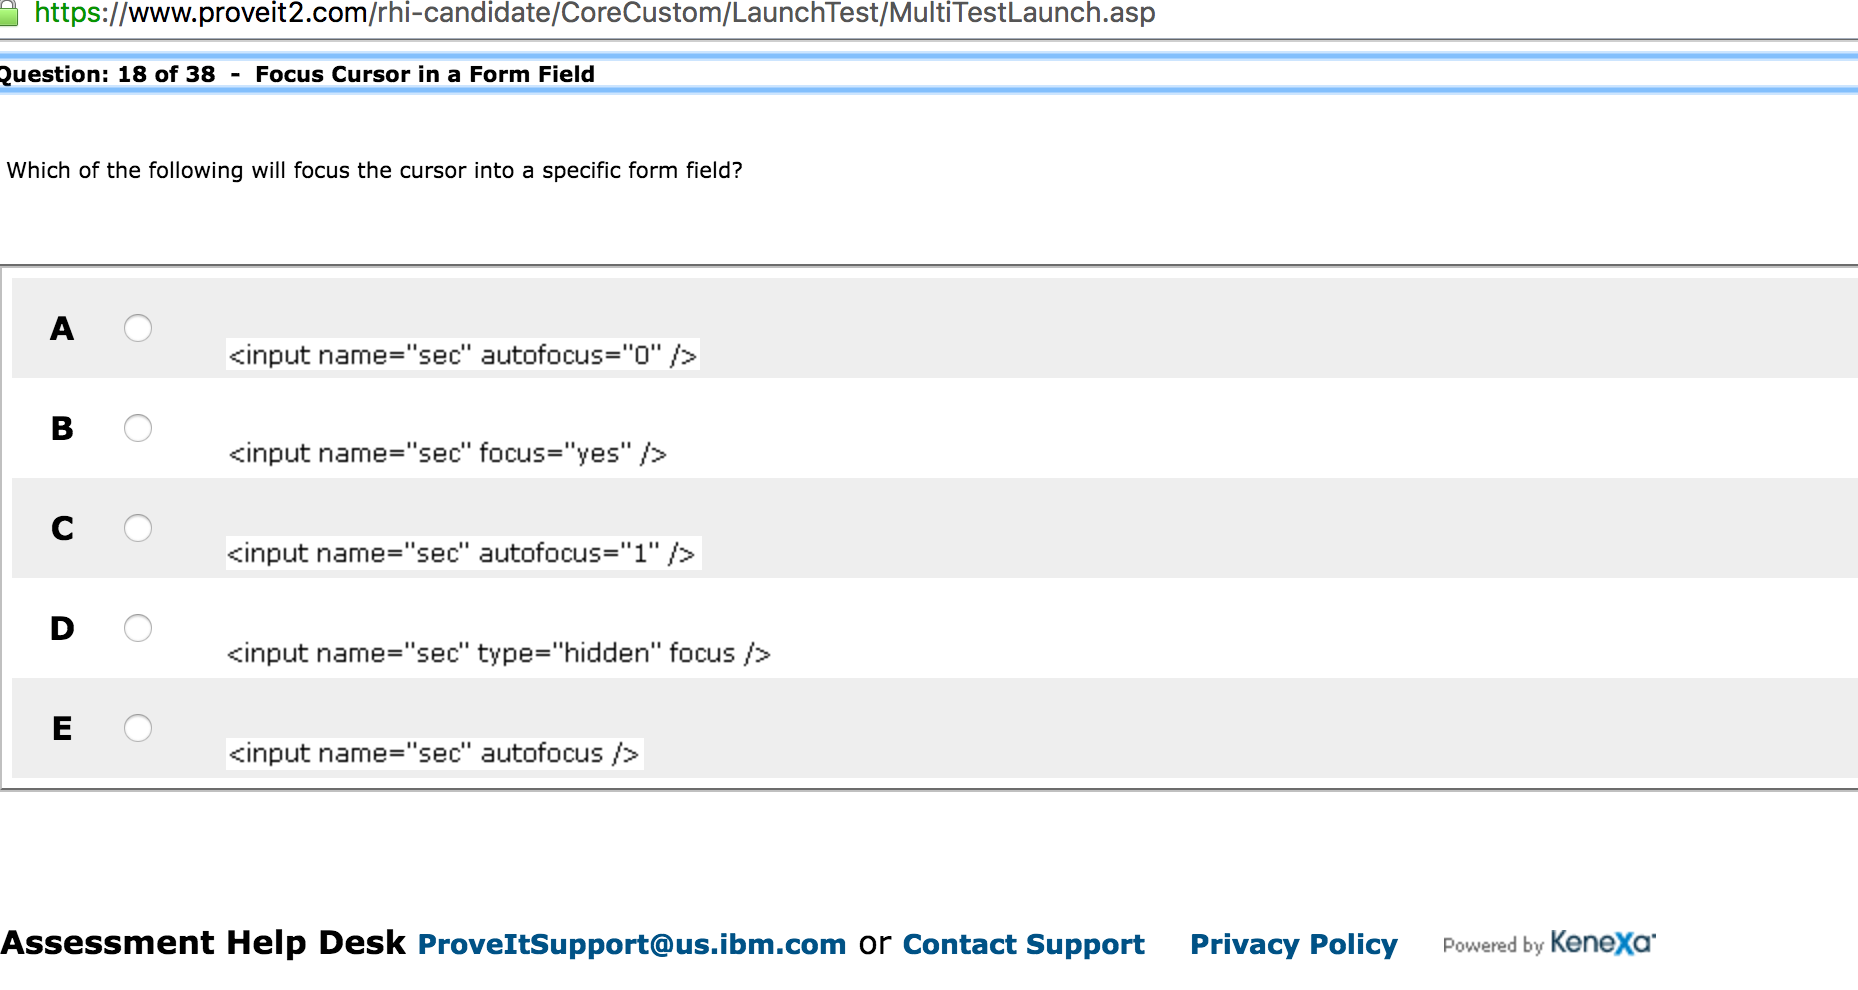 https://www.proveit2.com/rhi-candidate/CoreCustom/LaunchTest/MultiTestLaunch.asp
Question: 18 of 38 - Focus Cursor in a Form Field
Which of the following will focus the cursor into a specific form field?
A <input name="sec" autofocus="0" />
B <input name="sec" focus="yes" />
C <input name="sec" autofocus="1" />
D <input name="sec" type="hidden" focus />
E <input name="sec" autofocus />
Assessment Help Desk ProveItSupport@us.ibm.com or Contact Support Privacy Policy Powered by Kenexa